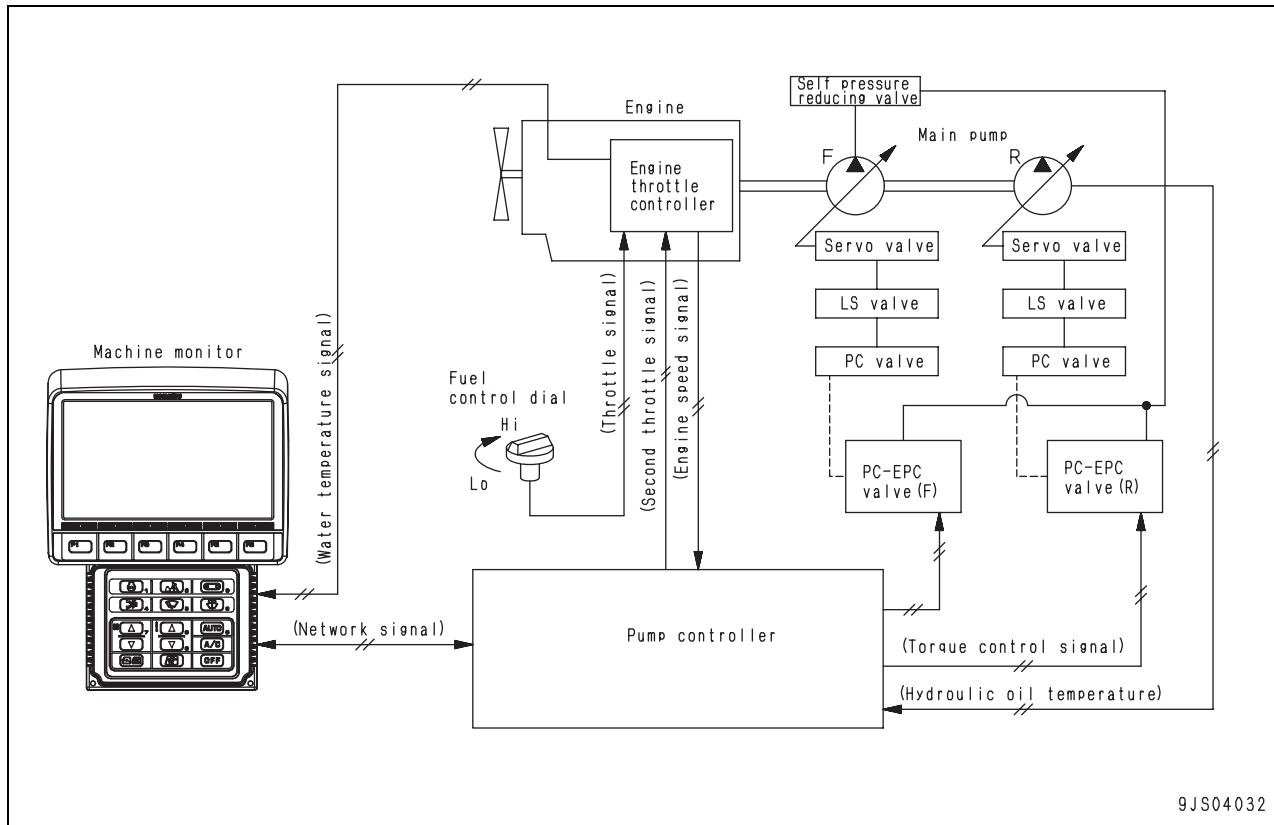 Self pressure
reducing valve
Engine
Main pump
F
R
Engine
throttle
controller
Servo valve
Servo valve
LS valve
LS valve
PC valve
PC valve
(Water temperature signal)
(Throttle signal)
(Second throttle signal)
(Engine speed signal)
Machine monitor
Fuel
control dial
Hi
Lo
PC-EPC
valve(F)
PC-EPC
valve(R)
AUTO
A/C
OFF
(Network signal)
Pump controller
(Torque control signal)
(Hydroulic oil temperature)
9JS04032